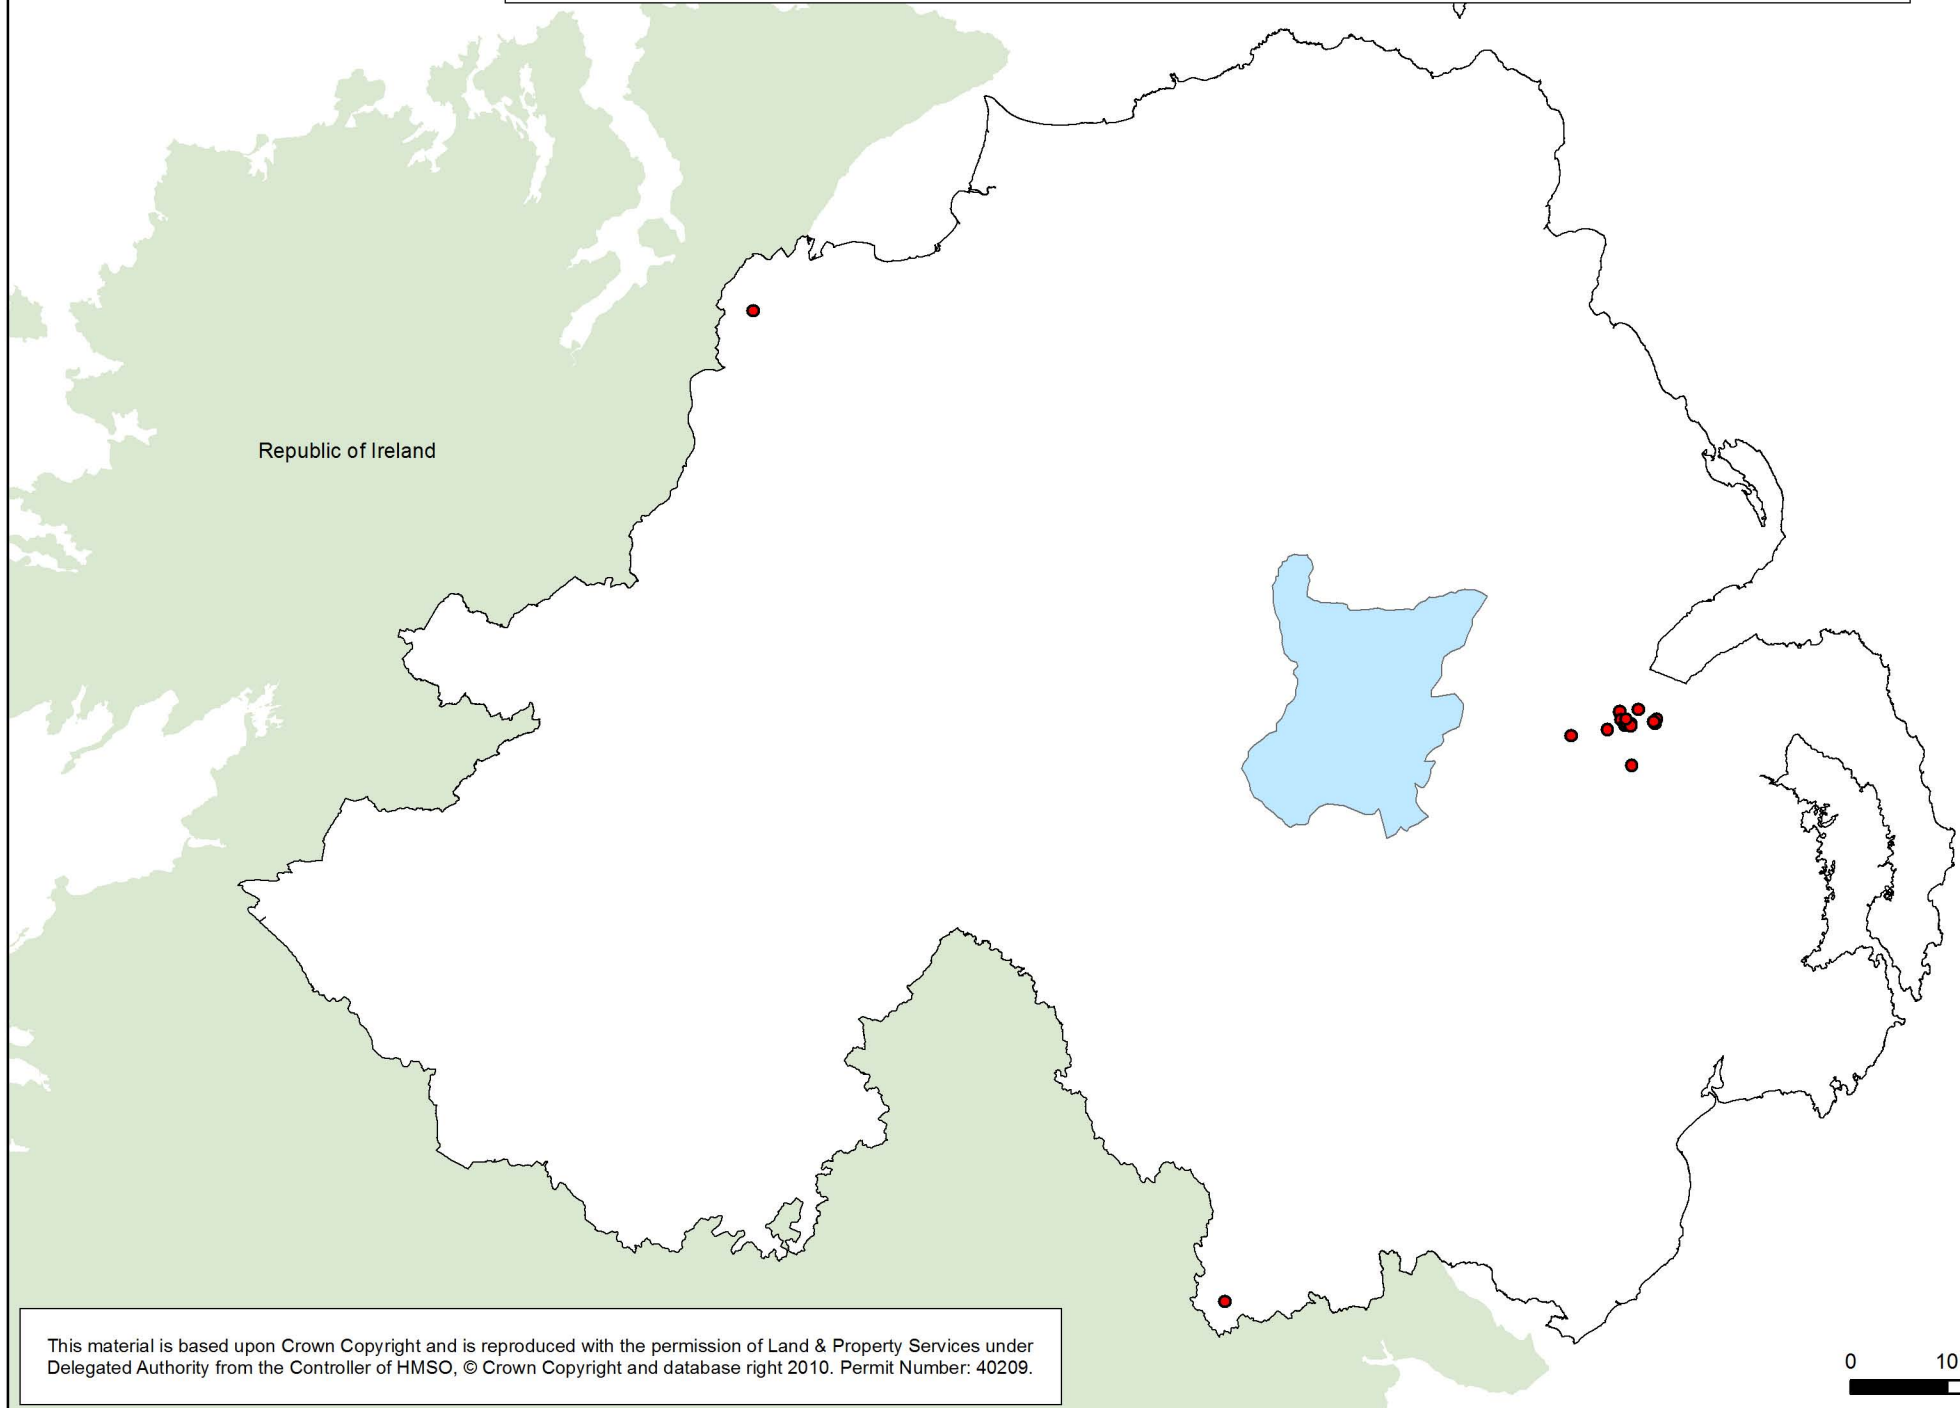 Republic of Ireland
This material is based upon Crown Copyright and is reproduced with the permission of Land & Property Services under
Delegated Authority from the Controller of HMSO, © Crown Copyright and database right 2010. Permit Number: 40209.
0 10